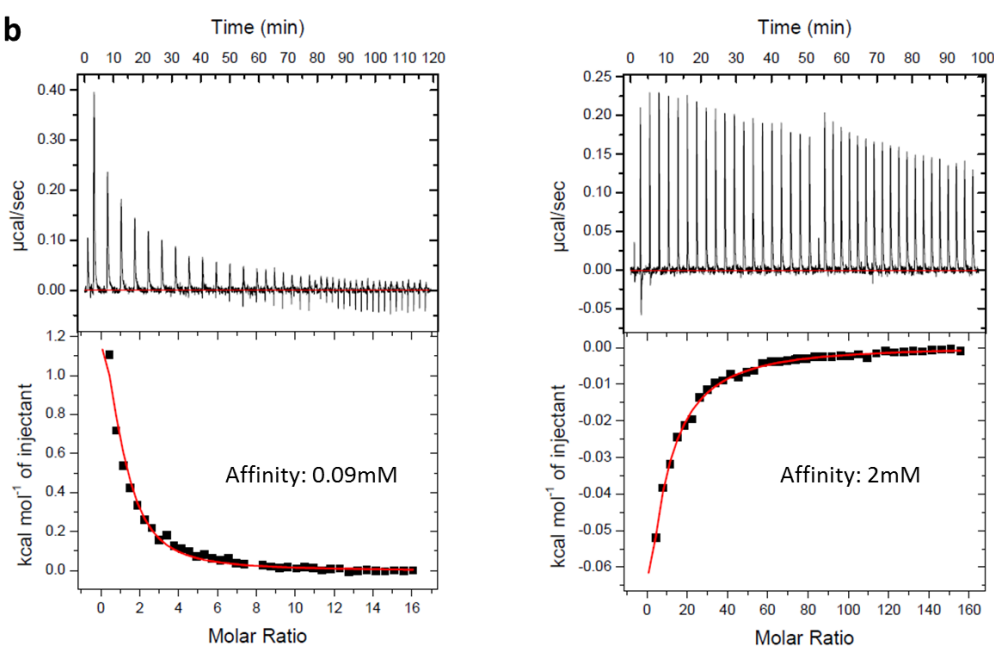 b
Time (min)
0 10 20 30 40 50 60 70 80 90 100 110 120
0.40
0.30
0.20
0.10
0.00
µcal/sec
1.2
1.0
0.8
0.6
0.4
0.2
0.0
kcal mol⁻¹ of injectant
Affinity: 0.09mM
0 2 4 6 8 10 12 14 16
Molar Ratio
Time (min)
0 10 20 30 40 50 60 70 80 90 100
0.25
0.20
0.15
0.10
0.05
0.00
-0.05
µcal/sec
0.00
-0.01
-0.02
-0.03
-0.04
-0.05
-0.06
kcal mol⁻¹ of injectant
Affinity: 2mM
0 20 40 60 80 100 120 140 160
Molar Ratio